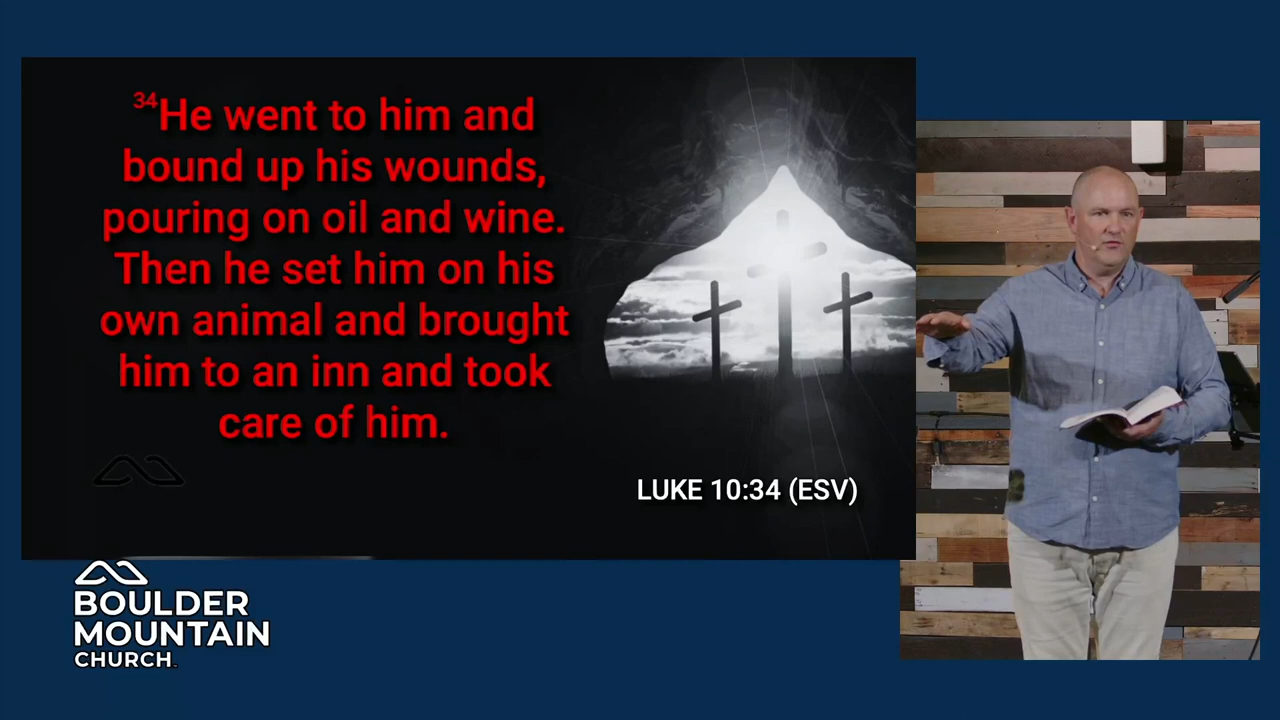 ³⁴He went to him and
bound up his wounds,
pouring on oil and wine.
Then he set him on his
own animal and brought
him to an inn and took
care of him.
LUKE 10:34 (ESV)
BOULDER
MOUNTAIN
CHURCH.